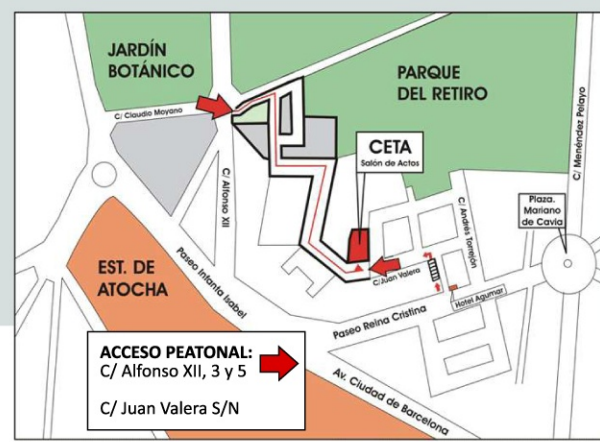 JARDÍN
BOTÁNICO
C/ Claudio Moyano
PARQUE
DEL RETIRO
C/ Menéndez Pelayo
CETA
Salón de Actos
C/ Alfonso XII
C/ Andrés Torrejón
Plaza.
Mariano
de Cavia
EST. DE
ATOCHA
Paseo Infanta Isabel
C/Juan Valera
Hotel Agumar
Paseo Reina Cristina
Av. Ciudad de Barcelona
ACCESO PEATONAL:
C/ Alfonso XII, 3 y 5
C/ Juan Valera S/N